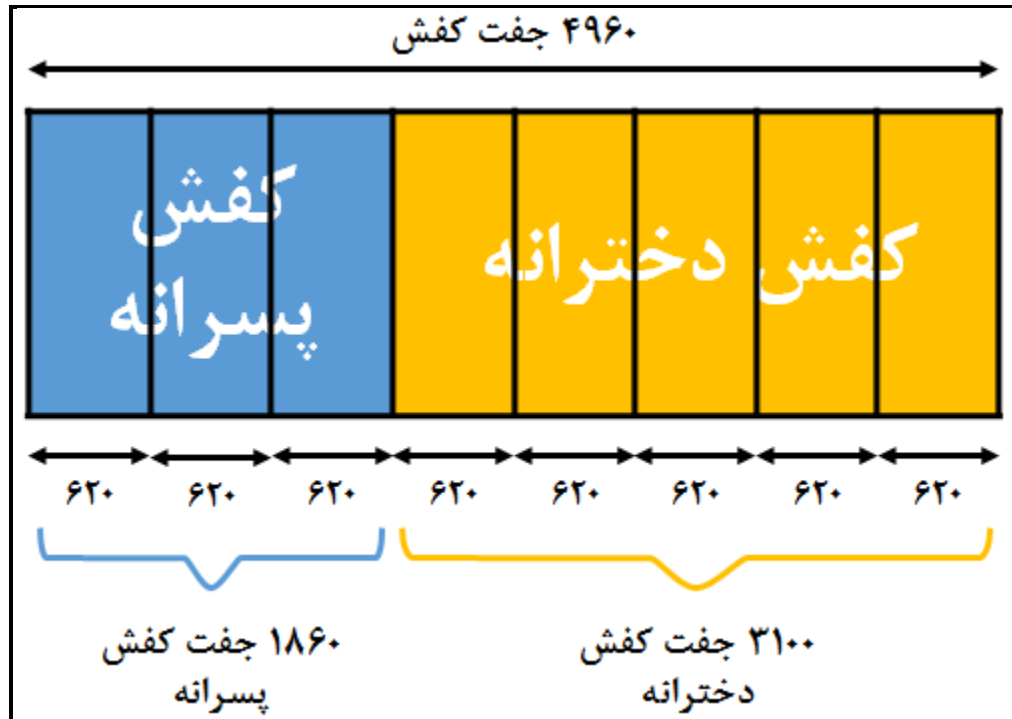 ۴۹۶۰ جفت کفش
کفش دخترانه
کفش
پسرانه
۶۲۰ ۶۲۰ ۶۲۰ ۶۲۰ ۶۲۰ ۶۲۰ ۶۲۰ ۶۲۰
۳۱۰۰ جفت کفش
دخترانه
۱۸۶۰ جفت کفش
پسرانه